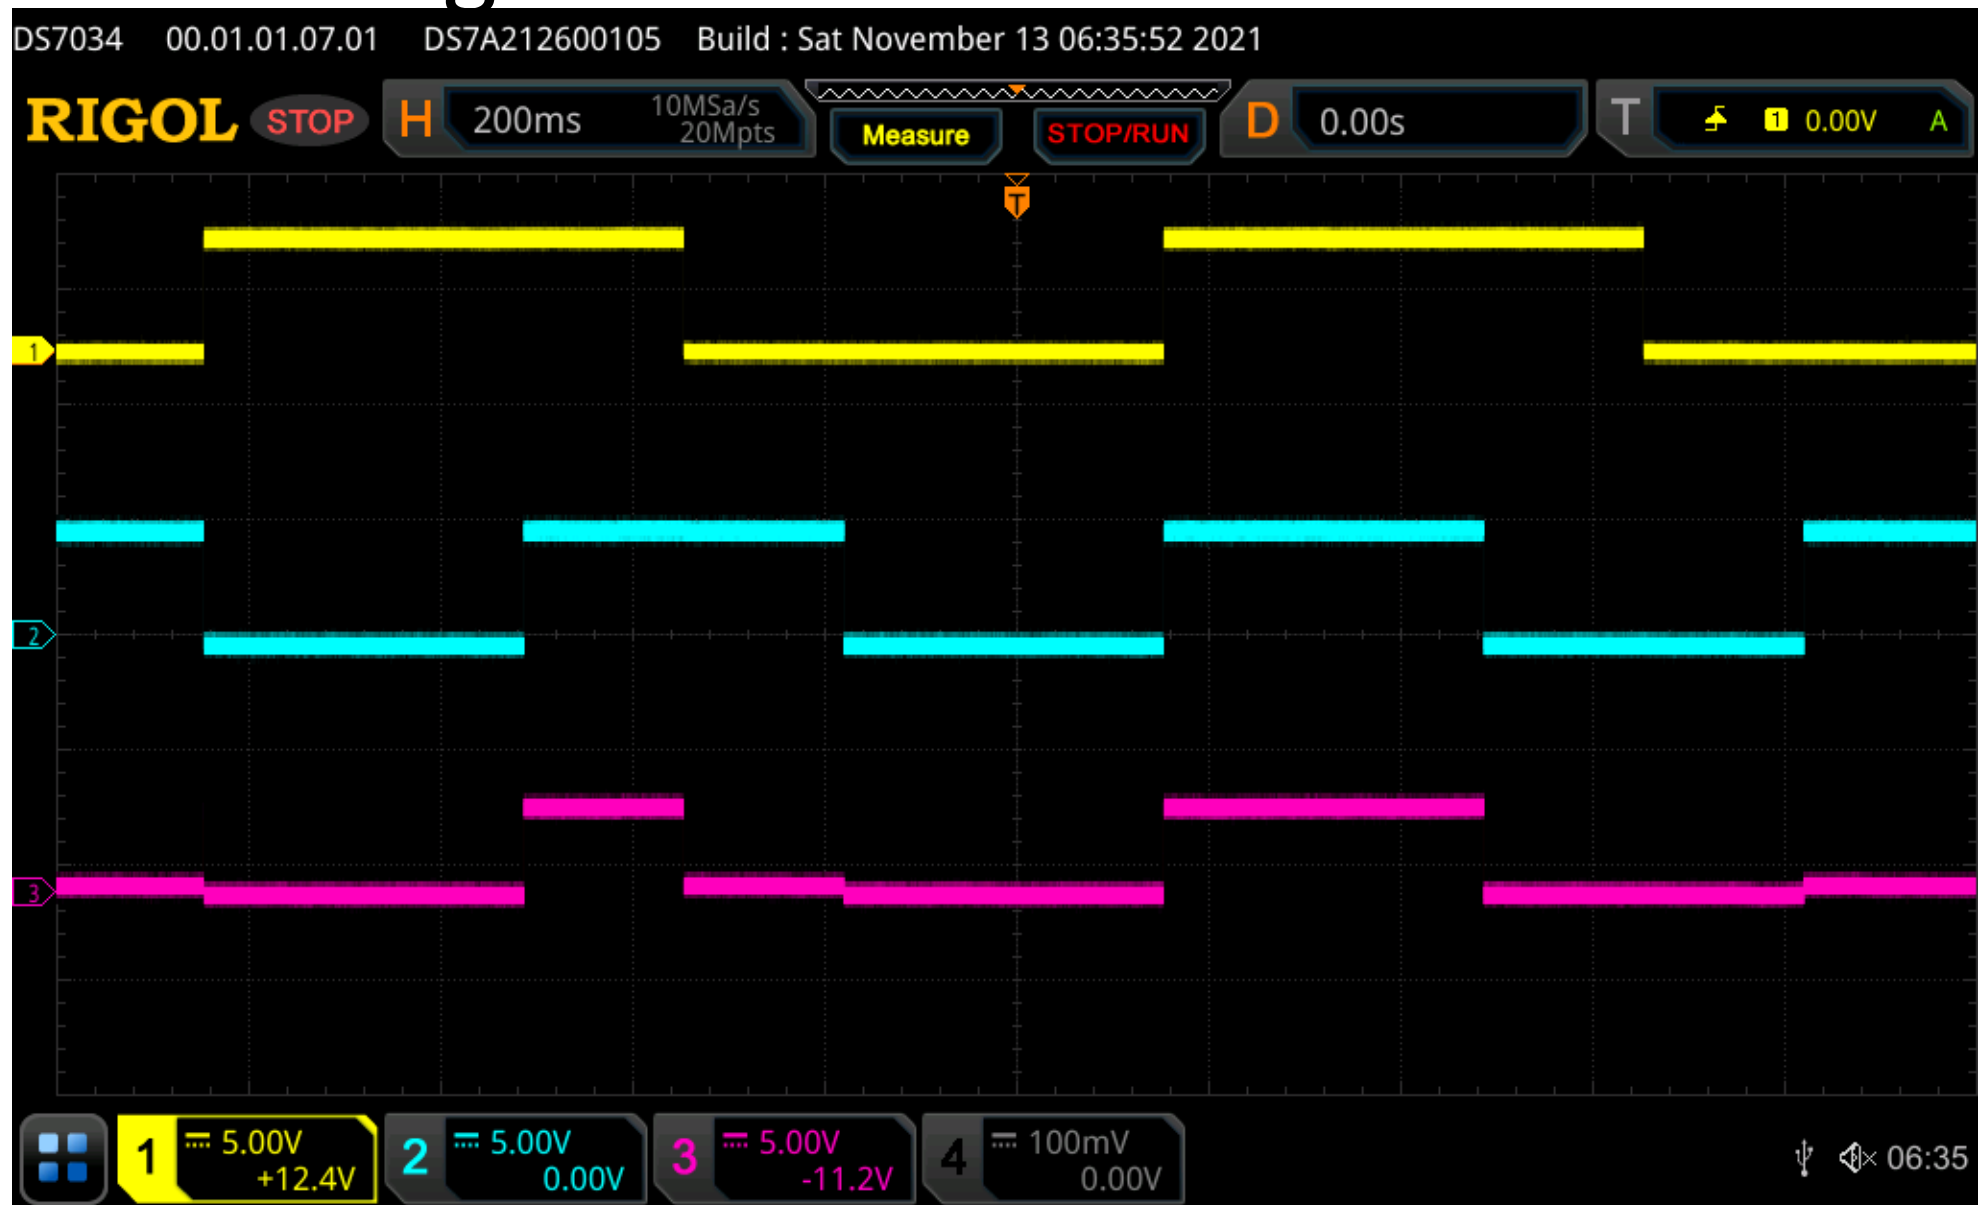 DS7034 00.01.01.07.01 DS7A212600105 Build : Sat November 13 06:35:52 2021
RIGOL STOP H 200ms 10MSa/s 20Mpts Measure STOP/RUN D 0.00s T 1 0.00V A
T
1
2
3
1 5.00V +12.4V
2 5.00V 0.00V
3 5.00V -11.2V
4 100mV 0.00V
06:35